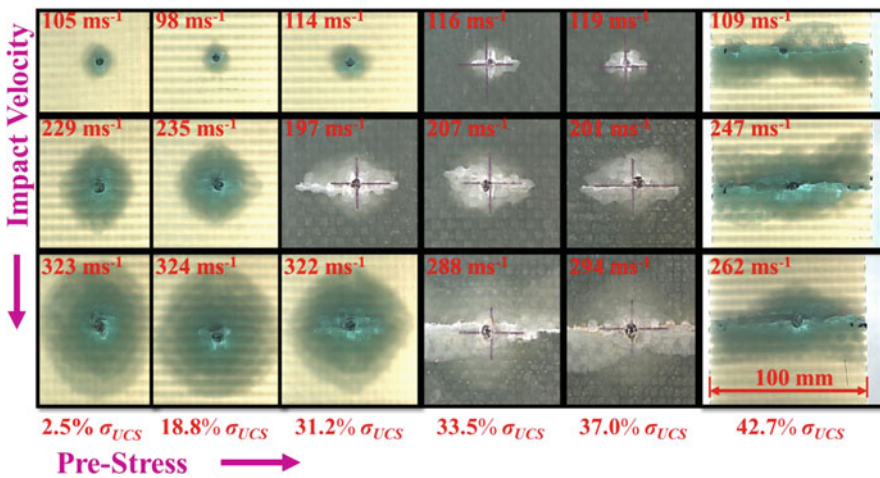 Impact Velocity
105 ms⁻¹ 98 ms⁻¹ 114 ms⁻¹ 116 ms⁻¹ 119 ms⁻¹ 109 ms⁻¹
229 ms⁻¹ 235 ms⁻¹ 197 ms⁻¹ 207 ms⁻¹ 201 ms⁻¹ 247 ms⁻¹
323 ms⁻¹ 324 ms⁻¹ 322 ms⁻¹ 288 ms⁻¹ 294 ms⁻¹ 262 ms⁻¹
100 mm
2.5% σUCS 18.8% σUCS 31.2% σUCS 33.5% σUCS 37.0% σUCS 42.7% σUCS
Pre-Stress